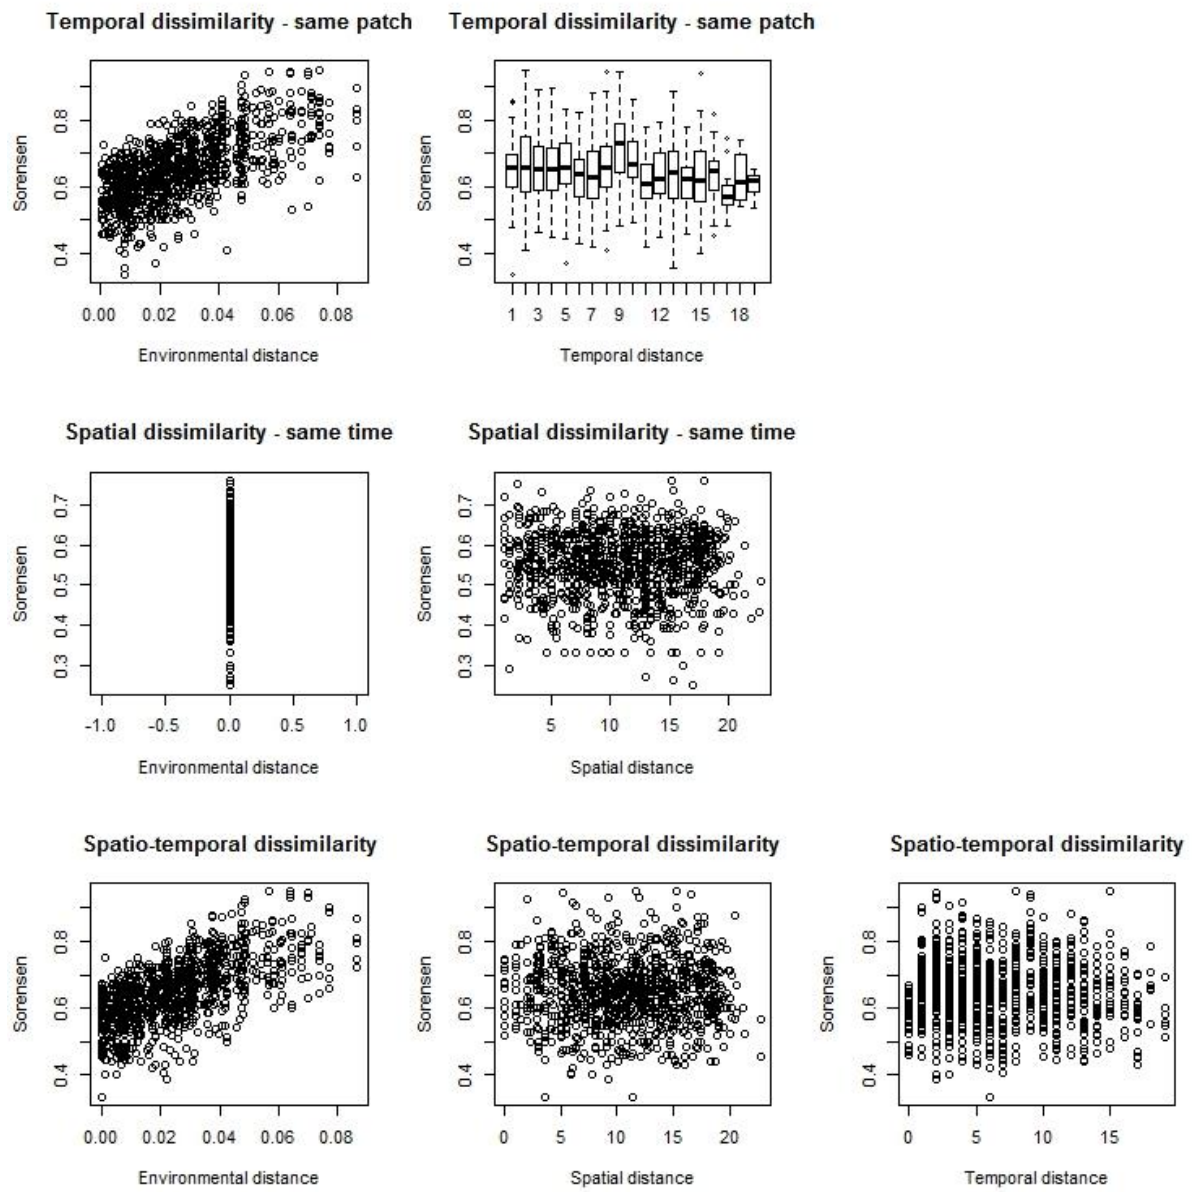 Temporal dissimilarity - same patch
Temporal dissimilarity - same patch
Sorensen
0.4 0.6 0.8
0.00 0.02 0.04 0.06 0.08
Environmental distance
Sorensen
0.4 0.6 0.8
1 3 5 7 9 12 15 18
Temporal distance
Spatial dissimilarity - same time
Spatial dissimilarity - same time
Sorensen
0.3 0.4 0.5 0.6 0.7
-1.0 -0.5 0.0 0.5 1.0
Environmental distance
Sorensen
0.3 0.4 0.5 0.6 0.7
5 10 15 20
Spatial distance
Spatio-temporal dissimilarity
Spatio-temporal dissimilarity
Spatio-temporal dissimilarity
Sorensen
0.4 0.6 0.8
0.00 0.02 0.04 0.06 0.08
Environmental distance
Sorensen
0.4 0.6 0.8
0 5 10 15 20
Spatial distance
Sorensen
0.4 0.6 0.8
0 5 10 15
Temporal distance